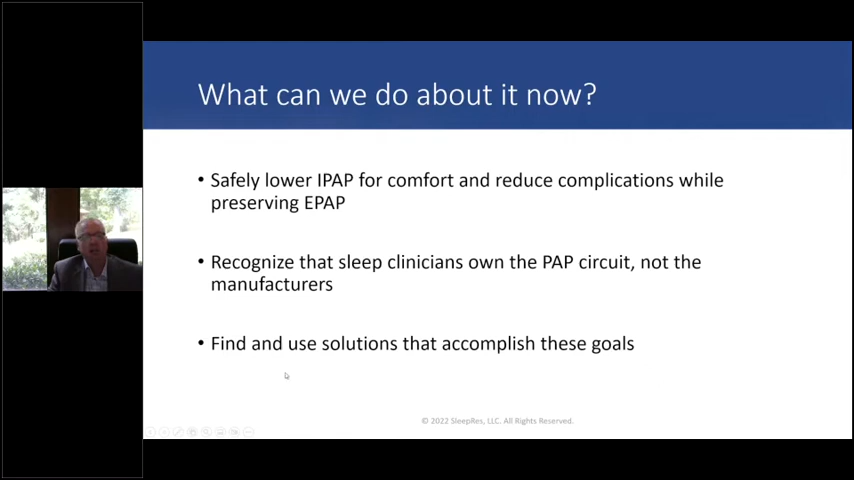 What can we do about it now?
• Safely lower IPAP for comfort and reduce complications while
preserving EPAP
• Recognize that sleep clinicians own the PAP circuit, not the
manufacturers
• Find and use solutions that accomplish these goals
© 2022 SleepRes, LLC. All Rights Reserved.